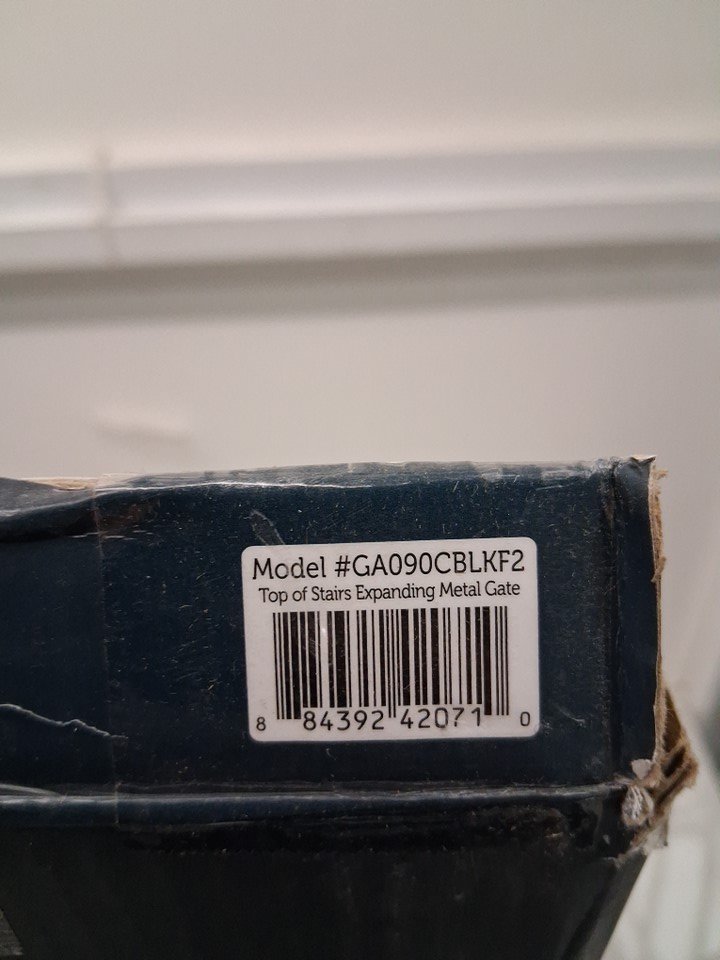 Model #GA090CBLKF2
Top of Stairs Expanding Metal Gate
8 84392 42071 0